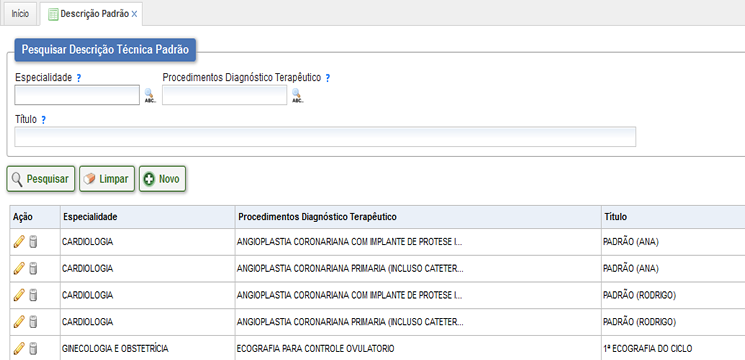 Início Descrição Padrão X
Pesquisar Descrição Técnica Padrão
Especialidade ? Procedimentos Diagnóstico Terapêutico ?
ABC.. ABC..
Título ?
Pesquisar Limpar Novo
Ação Especialidade Procedimentos Diagnóstico Terapêutico Titulo
CARDIOLOGIA ANGIOPLASTIA CORONARIANA COM IMPLANTE DE PROTESE I... PADRÃO (ANA)
CARDIOLOGIA ANGIOPLASTIA CORONARIANA PRIMARIA (INCLUSO CATETER... PADRÃO (ANA)
CARDIOLOGIA ANGIOPLASTIA CORONARIANA COM IMPLANTE DE PROTESE I... PADRÃO (RODRIGO)
CARDIOLOGIA ANGIOPLASTIA CORONARIANA PRIMARIA (INCLUSO CATETER... PADRÃO (RODRIGO)
GINECOLOGIA E OBSTETRÍCIA ECOGRAFIA PARA CONTROLE OVULATORIO 1ª ECOGRAFIA DO CICLO